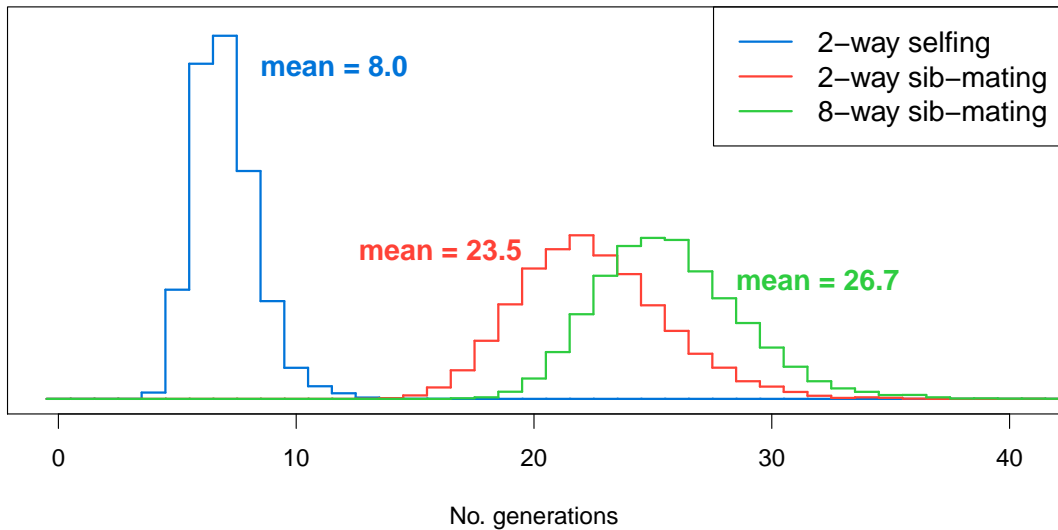 2−way selfing
2−way sib−mating
8−way sib−mating
mean = 8.0
mean = 23.5
mean = 26.7
0 10 20 30 40
No. generations